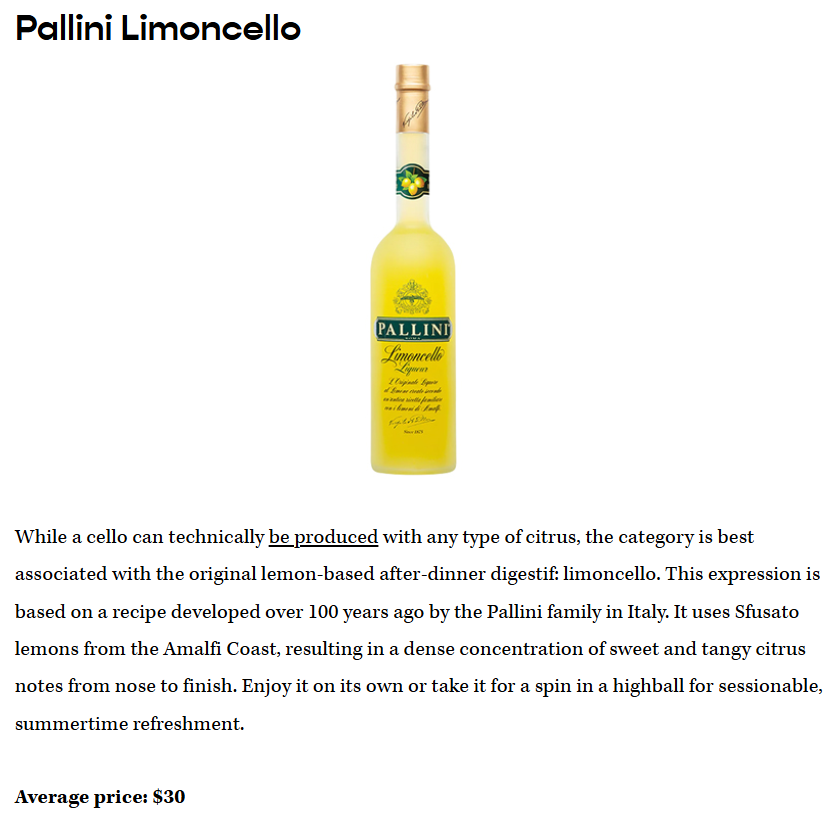 Pallini Limoncello
PALLINI
Limoncello
Liqueur
While a cello can technically be produced with any type of citrus, the category is best
associated with the original lemon-based after-dinner digestif: limoncello. This expression is
based on a recipe developed over 100 years ago by the Pallini family in Italy. It uses Sfusato
lemons from the Amalfi Coast, resulting in a dense concentration of sweet and tangy citrus
notes from nose to finish. Enjoy it on its own or take it for a spin in a highball for sessionable,
summertime refreshment.
Average price: $30